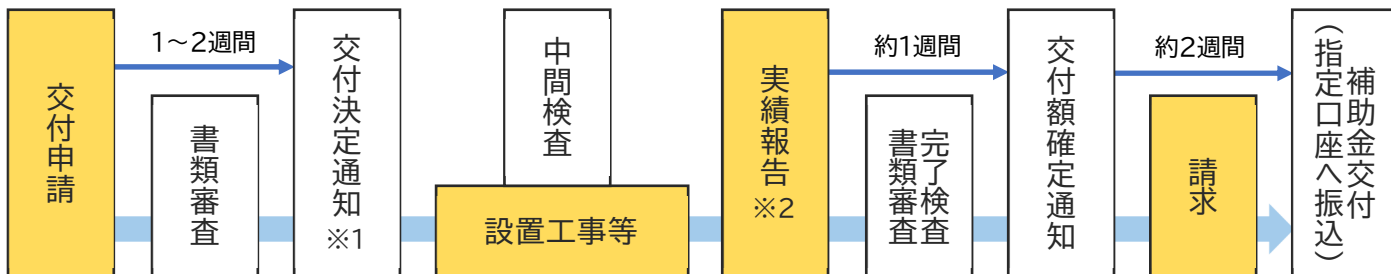 交付申請
1～2週間
書類審査
交付決定通知
※1
中間検査
設置工事等
実績報告
※2
約1週間
完了検査
書類審査
交付額確定通知
約2週間
請求
補助金交付
（指定口座へ振込）